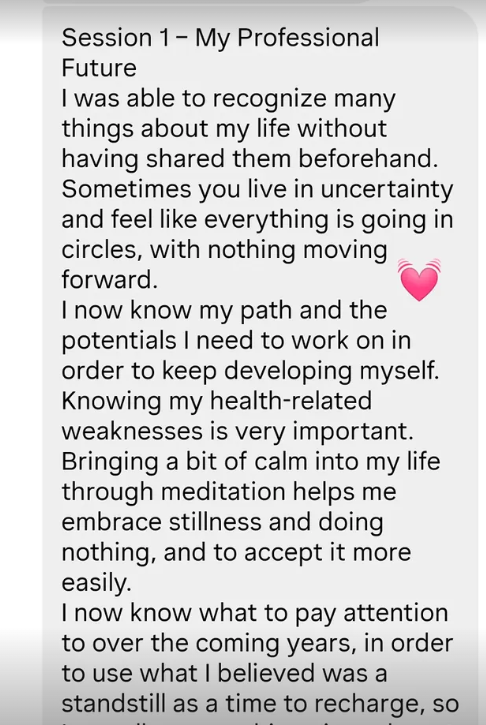 Session 1 – My Professional
Future
I was able to recognize many
things about my life without
having shared them beforehand.
Sometimes you live in uncertainty
and feel like everything is going in
circles, with nothing moving
forward.
I now know my path and the
potentials I need to work on in
order to keep developing myself.
Knowing my health-related
weaknesses is very important.
Bringing a bit of calm into my life
through meditation helps me
embrace stillness and doing
nothing, and to accept it more
easily.
I now know what to pay attention
to over the coming years, in order
to use what I believed was a
standstill as a time to recharge, so